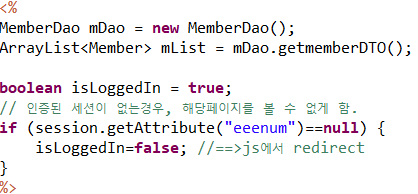 <%
MemberDao mDao = new MemberDao();
ArrayList<Member> mList = mDao.getmemberDTO();
boolean isLoggedIn = true;
// 인증된 세션이 없는경우, 해당페이지를 볼 수 없게 함.
if (session.getAttribute("eeenum")==null) {
isLoggedIn=false; //==>js에서 redirect
}
%>